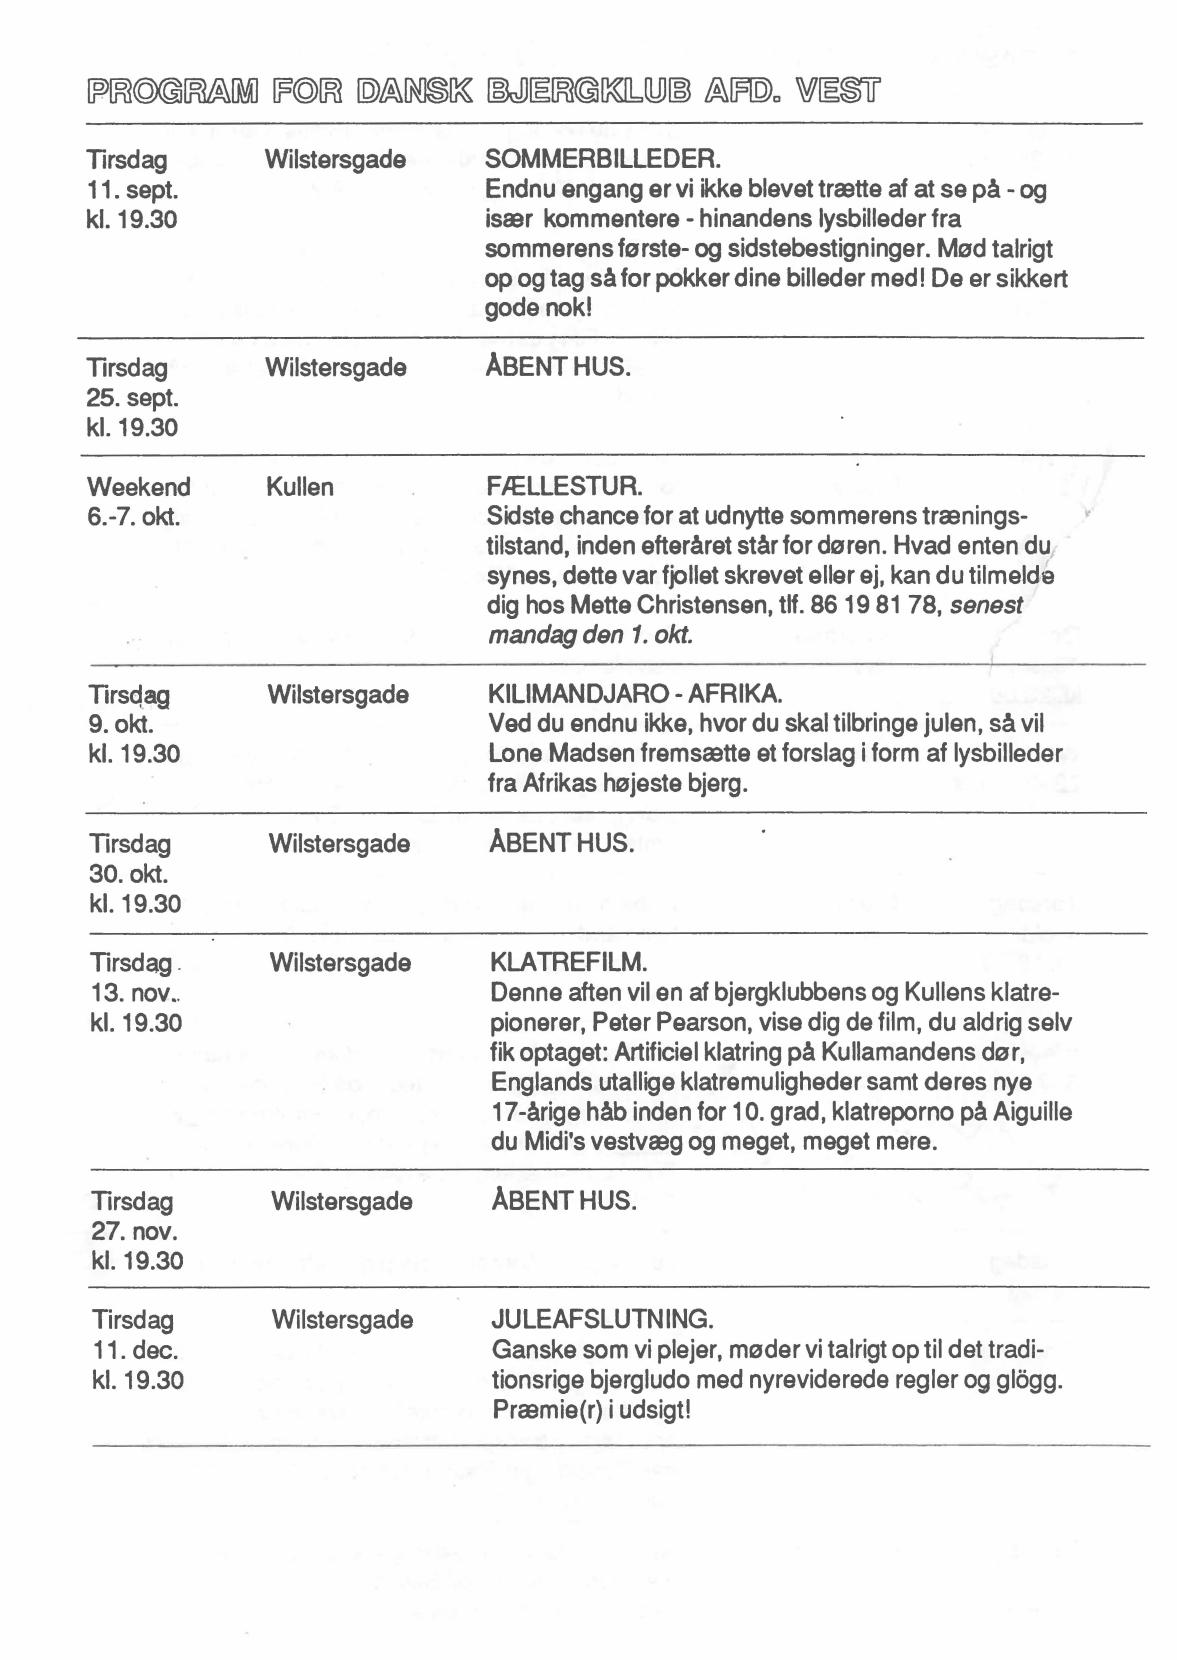 PROGRAM FOR DANSK BJERGKLUB AFD. VEST
Tirsdag Wilstersgade SOMMERBILLEDER.
11. sept. Endnu engang er vi ikke blevet trætte af at se på - og
kl. 19.30 især kommentere - hinandens lysbilleder fra
sommerens første- og sidstebestigninger. Mød talrigt
op og tag så for pokker dine billeder med! De er sikkert
gode nok!
Tirsdag Wilstersgade ÅBENT HUS.
25. sept.
kl. 19.30
Weekend Kullen FÆLLESTUR.
6.-7. okt. Sidste chance for at udnytte sommerens trænings-
tilstand, inden efteråret står for døren. Hvad enten du
synes, dette var fjollet skrevet eller ej, kan du tilmelde
dig hos Mette Christensen, tlf. 86 19 81 78, senest
mandag den 1. okt.
Tirsdag Wilstersgade KILIMANDJARO - AFRIKA.
9. okt. Ved du endnu ikke, hvor du skal tilbringe julen, så vil
kl. 19.30 Lone Madsen fremsætte et forslag i form af lysbilleder
fra Afrikas højeste bjerg.
Tirsdag Wilstersgade ÅBENT HUS.
30. okt.
kl. 19.30
Tirsdag Wilstersgade KLATREFILM.
13. nov. Denne aften vil en af bjergklubbens og Kullens klatre-
kl. 19.30 pionerer, Peter Pearson, vise dig de film, du aldrig selv
fik optaget: Artificiel klatring på Kullamandens dør,
Englands utallige klatremuligheder samt deres nye
17-årige håb inden for 10. grad, klatreporno på Aiguille
du Midi's vestvæg og meget, meget mere.
Tirsdag Wilstersgade ÅBENT HUS.
27. nov.
kl. 19.30
Tirsdag Wilstersgade JULEAFSLUTNING.
11. dec. Ganske som vi plejer, møder vi talrigt op til det tradi-
kl. 19.30 tionsrige bjergludo med nyreviderede regler og glögg.
Præmie(r) i udsigt!